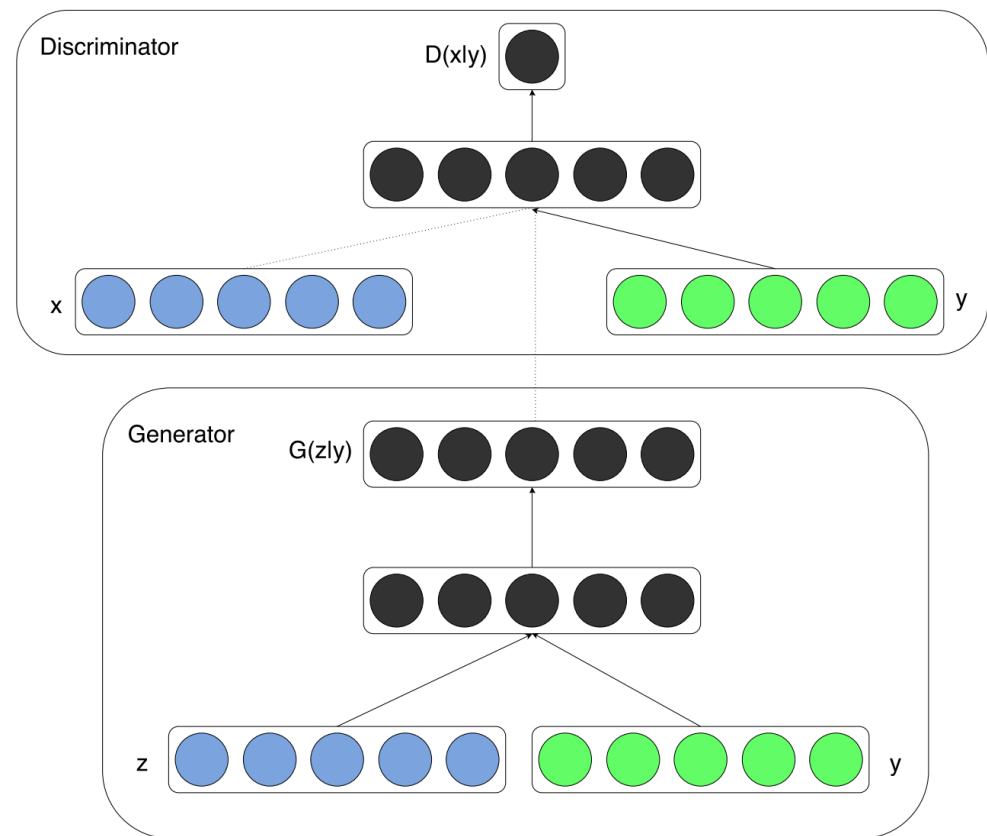 Discriminator
D(x|y)
x
y
Generator
G(z|y)
z
y